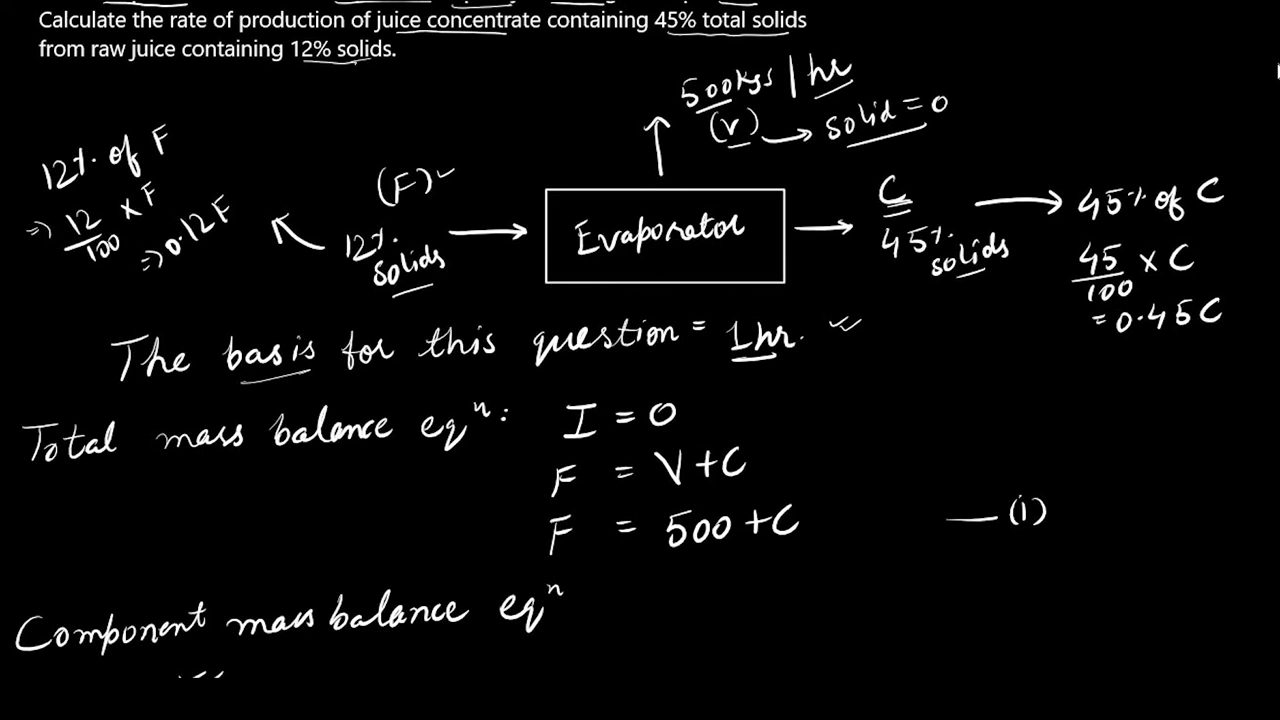 Calculate the rate of production of juice concentrate containing 45% total solids
from raw juice containing 12% solids.
500kgs | hr
(V) → solid = 0
12% of F
⇒ 12/100 × F
⇒ 0.12F
(F)
12%
solids
Evaporator
C
45%
solids
45% of C
45/100 × C
= 0.45C
The basis for this question = 1hr.
Total mass balance eqⁿ: I = O
F = V + C
F = 500 + C — (i)
Component mass balance eqⁿ